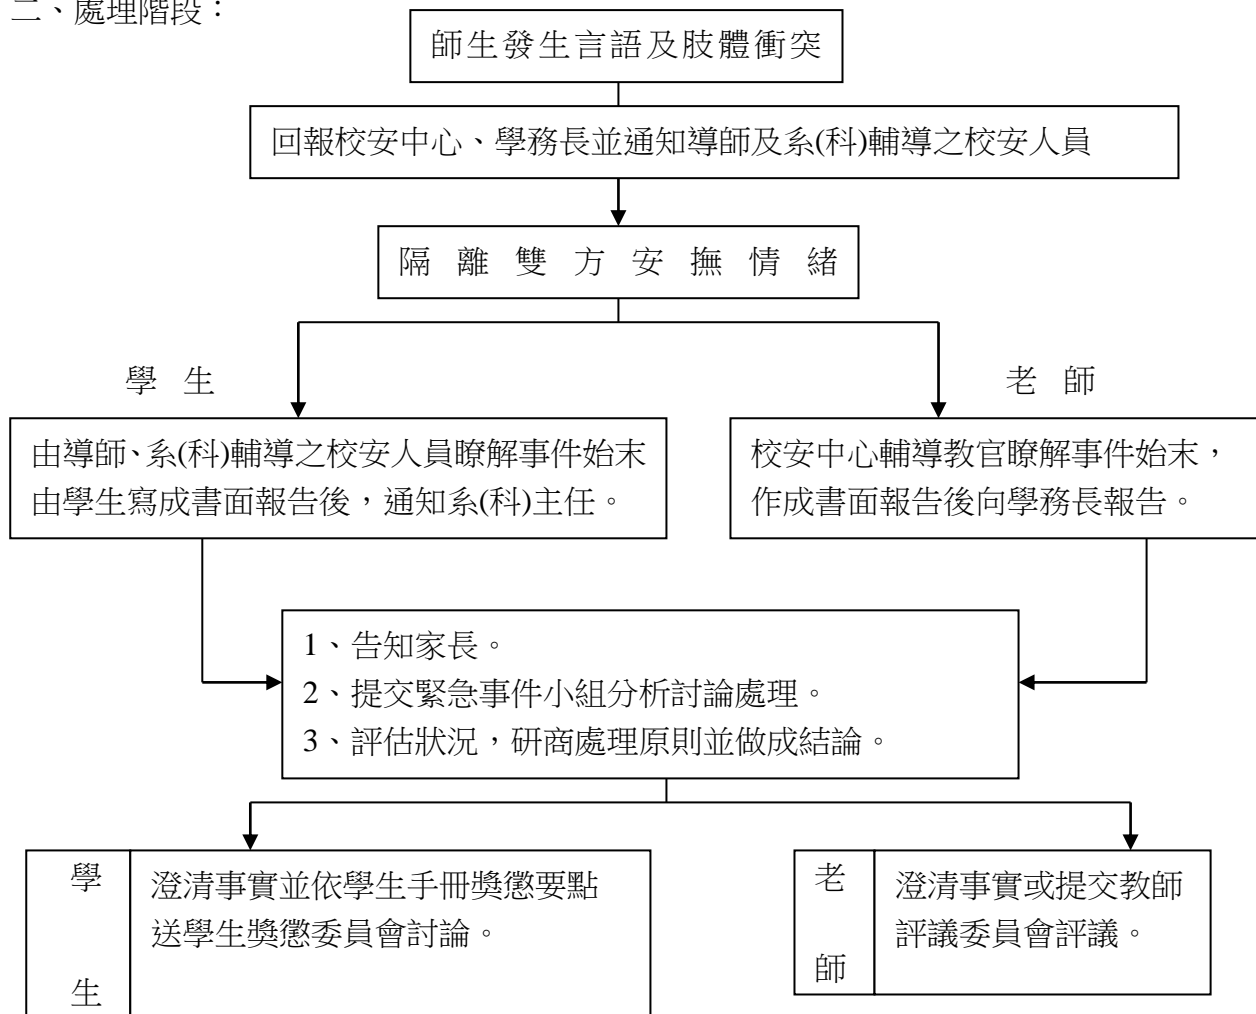 二、處理階段：
師生發生言語及肢體衝突
回報校安中心、學務長並通知導師及系(科)輔導之校安人員
隔離雙方安撫情緒
學生
老師
由導師、系(科)輔導之校安人員瞭解事件始末
由學生寫成書面報告後，通知系(科)主任。
校安中心輔導教官瞭解事件始末，
作成書面報告後向學務長報告。
1、告知家長。
2、提交緊急事件小組分析討論處理。
3、評估狀況，研商處理原則並做成結論。
學生
澄清事實並依學生手冊獎懲要點
送學生獎懲委員會討論。
老師
澄清事實或提交教師
評議委員會評議。